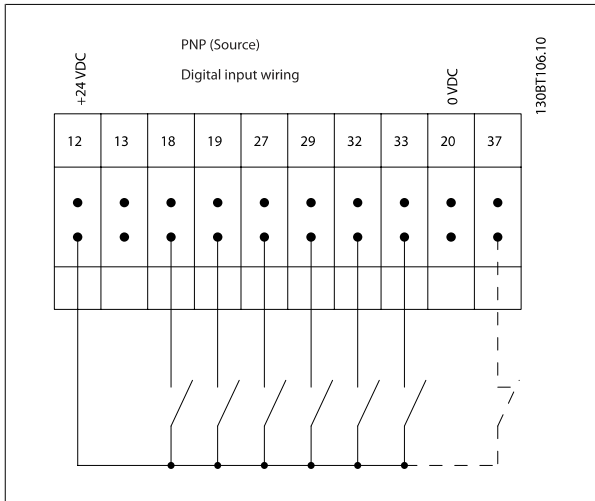 PNP (Source)
Digital input wiring
+24 VDC
0 VDC
130BT106.10
12 13 18 19 27 29 32 33 20 37